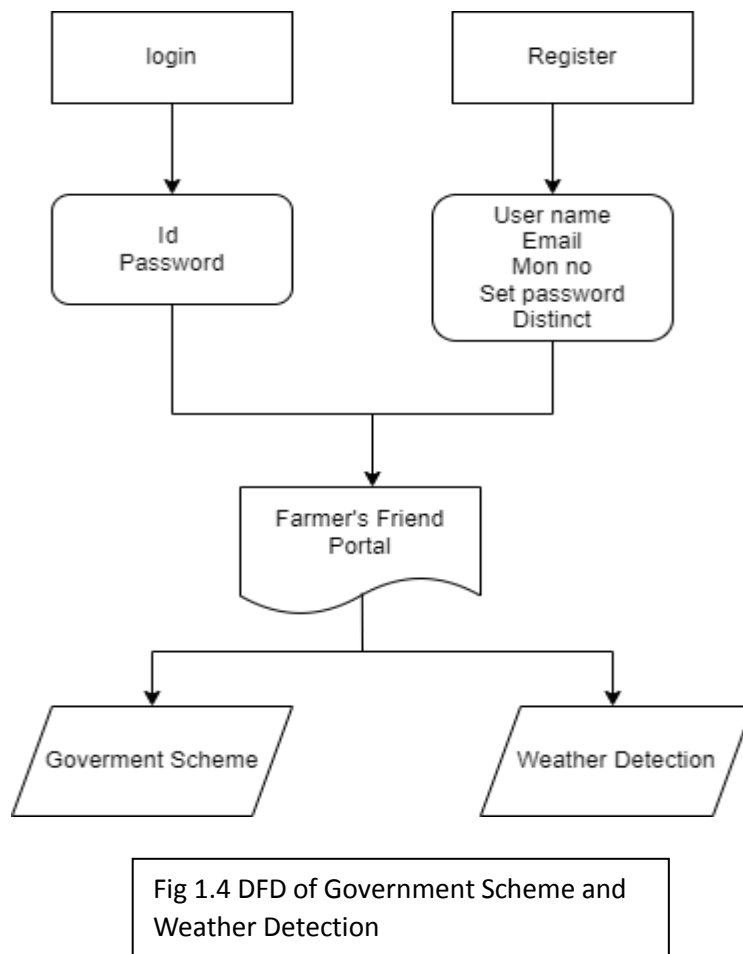 login
Register
Id
Password
User name
Email
Mon no
Set password
Distinct
Farmer's Friend
Portal
Goverment Scheme
Weather Detection
Fig 1.4 DFD of Government Scheme and
Weather Detection